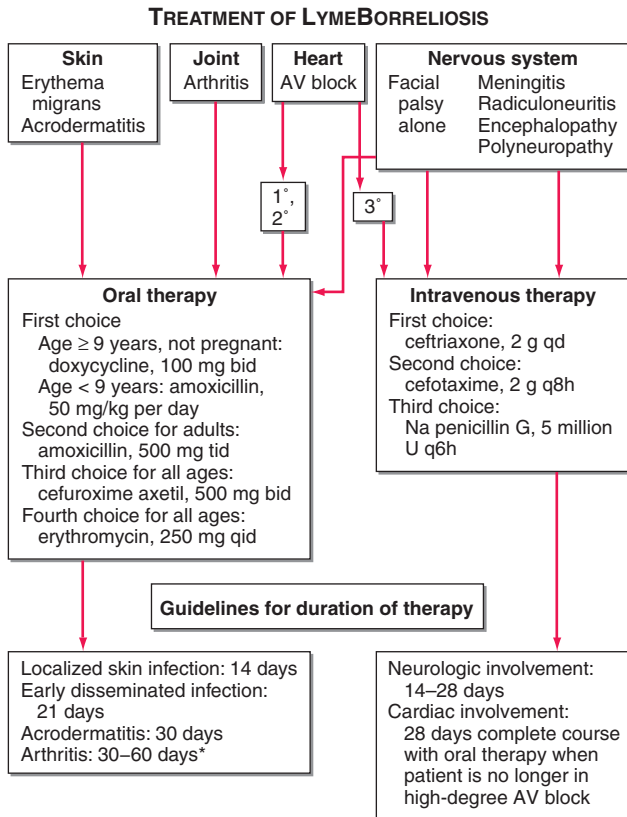 TREATMENT OF LYMEBORRELIOSIS
Skin
Erythema
migrans
Acrodermatitis
Joint
Arthritis
Heart
AV block
Nervous system
Facial
palsy
alone
Meningitis
Radiculoneuritis
Encephalopathy
Polyneuropathy
1°,
2°
3°
Oral therapy
First choice
Age ≥ 9 years, not pregnant:
doxycycline, 100 mg bid
Age < 9 years: amoxicillin,
50 mg/kg per day
Second choice for adults:
amoxicillin, 500 mg tid
Third choice for all ages:
cefuroxime axetil, 500 mg bid
Fourth choice for all ages:
erythromycin, 250 mg qid
Intravenous therapy
First choice:
ceftriaxone, 2 g qd
Second choice:
cefotaxime, 2 g q8h
Third choice:
Na penicillin G, 5 million
U q6h
Guidelines for duration of therapy
Localized skin infection: 14 days
Early disseminated infection:
21 days
Acrodermatitis: 30 days
Arthritis: 30–60 days*
Neurologic involvement:
14–28 days
Cardiac involvement:
28 days complete course
with oral therapy when
patient is no longer in
high-degree AV block